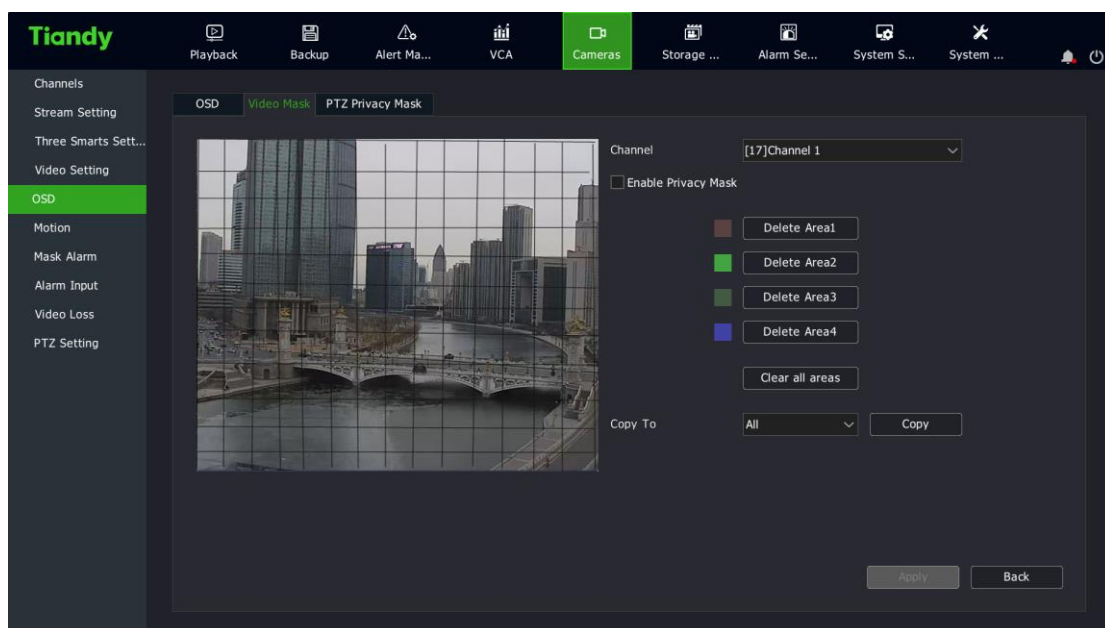 Tiandy
Playback
Backup
Alert Ma...
VCA
Cameras
Storage ...
Alarm Se...
System S...
System ...
Channels
Stream Setting
Three Smarts Sett...
Video Setting
OSD
Motion
Mask Alarm
Alarm Input
Video Loss
PTZ Setting
OSD
Video Mask
PTZ Privacy Mask
Channel
[17]Channel 1
Enable Privacy Mask
Delete Area1
Delete Area2
Delete Area3
Delete Area4
Clear all areas
Copy To
All
Copy
Apply
Back